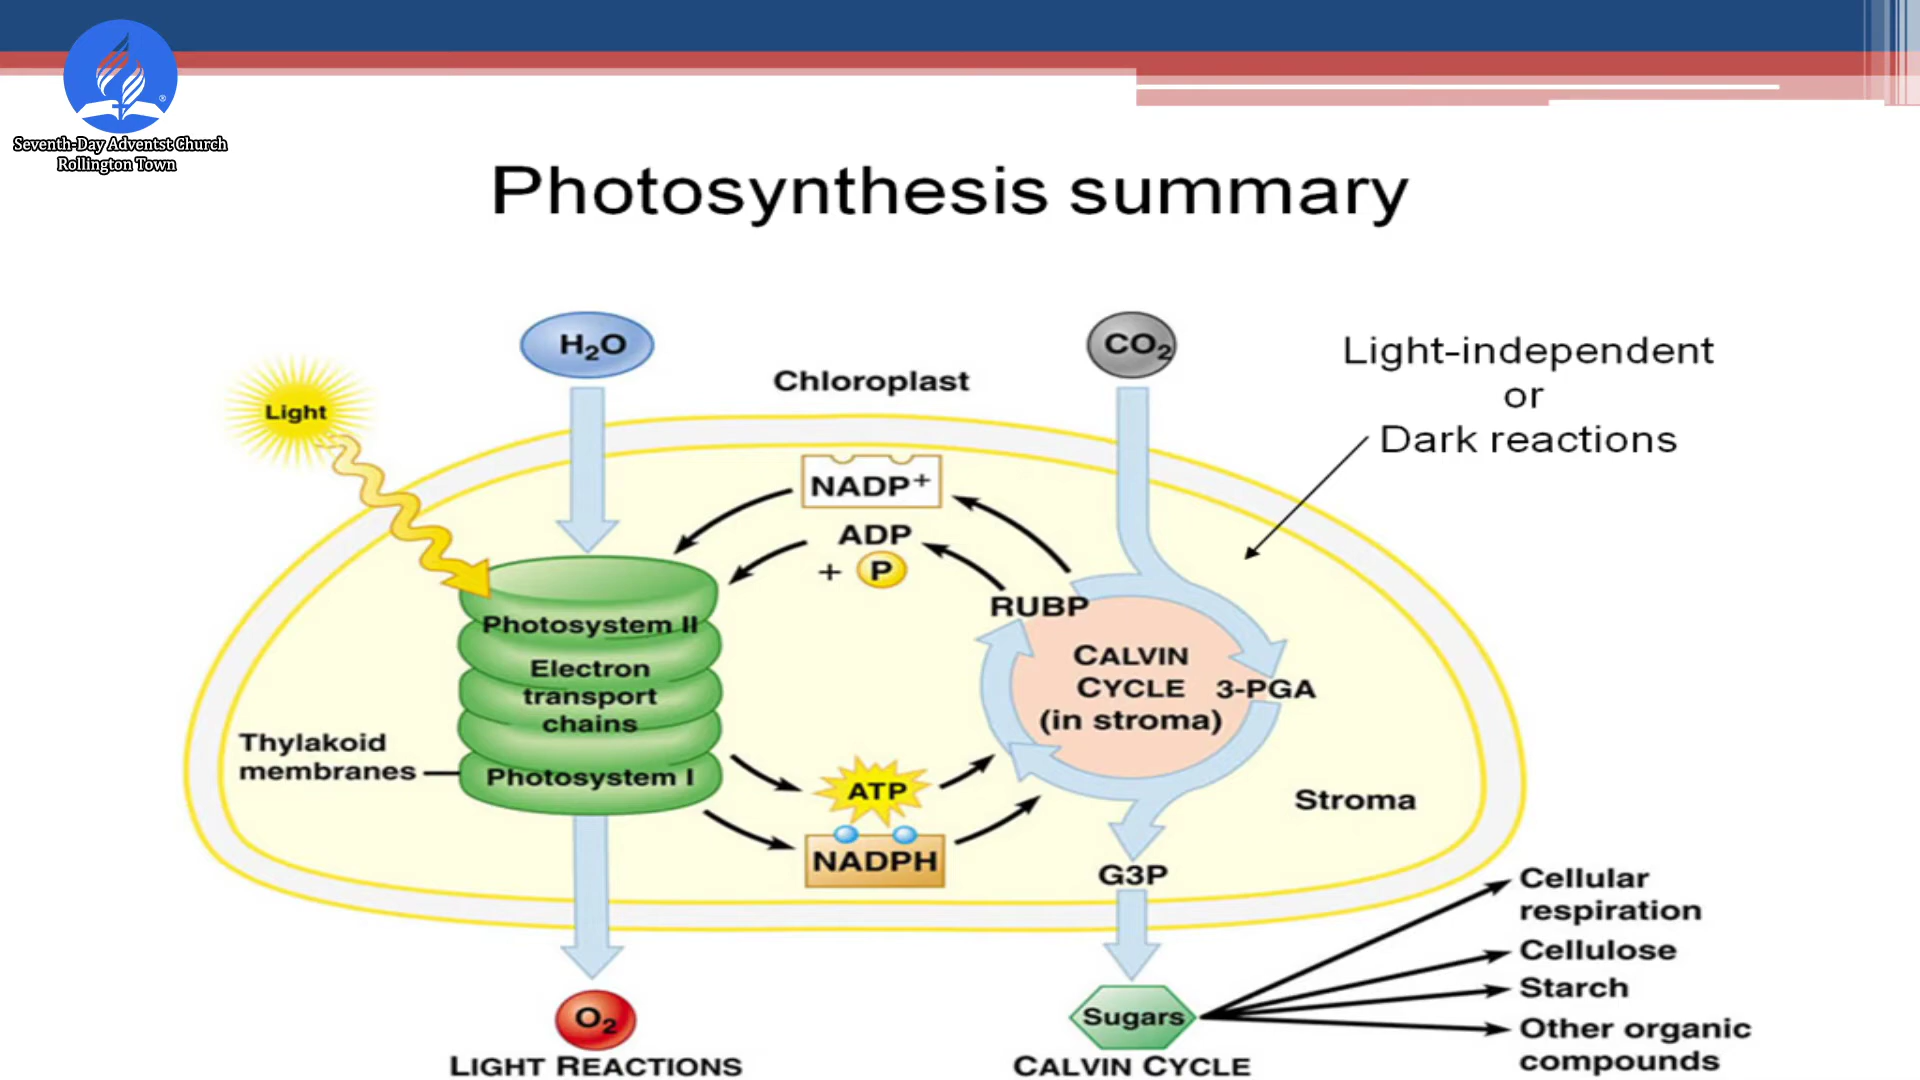 Seventh-Day Adventst Church
Rollington Town
Photosynthesis summary
H₂O
CO₂
Light-independent
or
Dark reactions
Chloroplast
Light
NADP⁺
ADP
+ P
RUBP
Photosystem II
Electron
transport
chains
Photosystem I
CALVIN
CYCLE
(in stroma)
3-PGA
Thylakoid
membranes
ATP
NADPH
Stroma
G3P
Cellular
respiration
Cellulose
Starch
Other organic
compounds
O₂
Sugars
LIGHT REACTIONS
CALVIN CYCLE